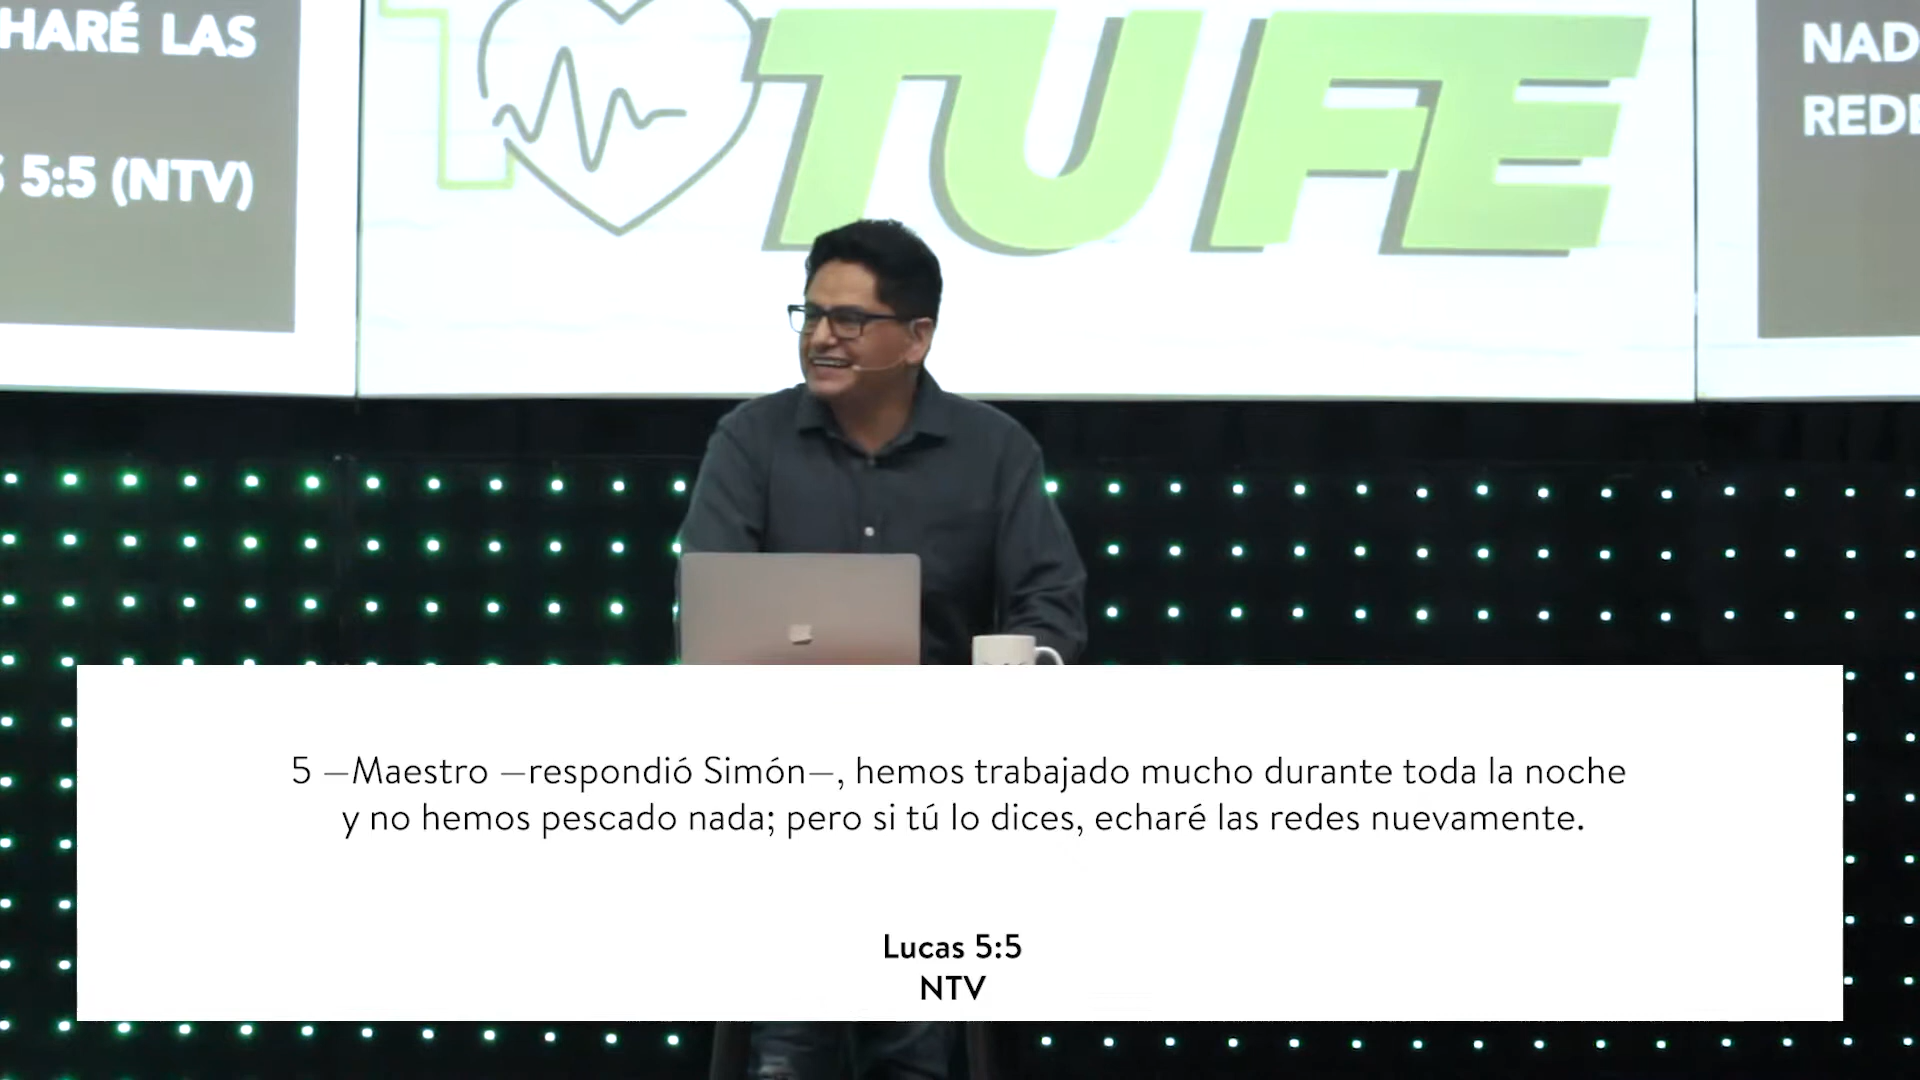 HARÉ LAS
5:5 (NTV)
TU FE
NAD
REDE
5 —Maestro —respondió Simón—, hemos trabajado mucho durante toda la noche
y no hemos pescado nada; pero si tú lo dices, echaré las redes nuevamente.
Lucas 5:5
NTV